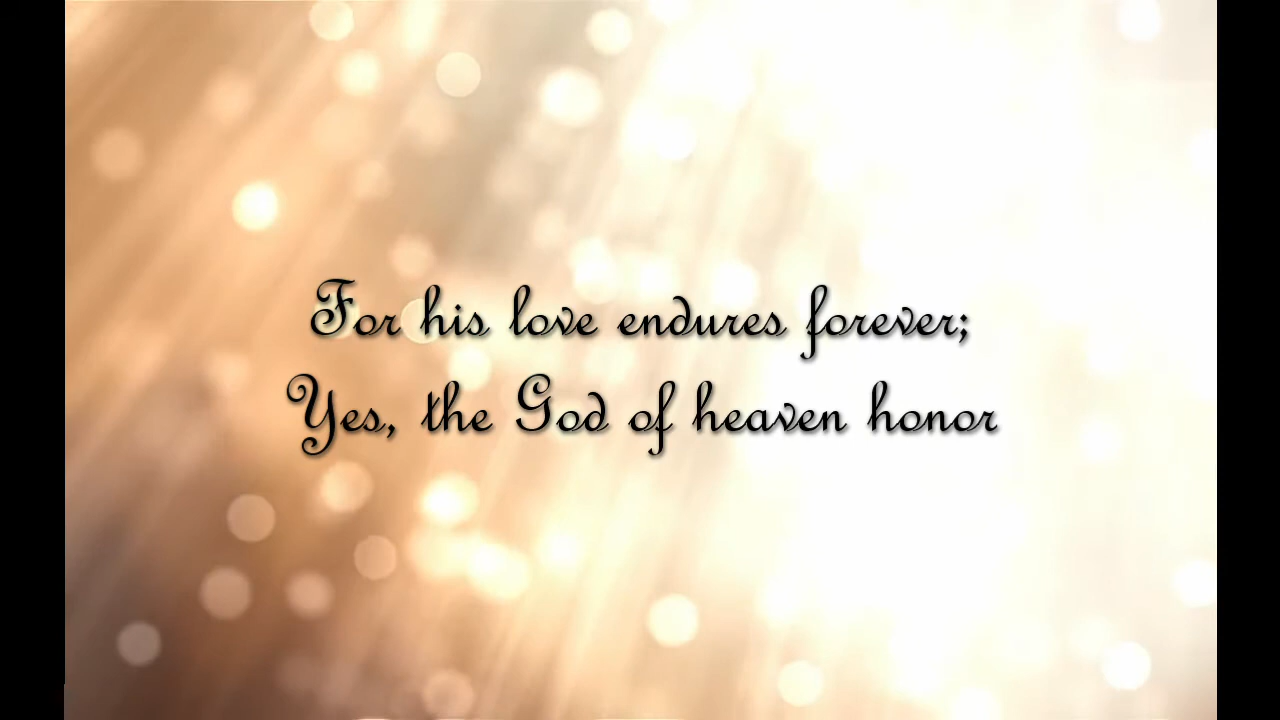 For his love endures forever;
Yes, the God of heaven honor